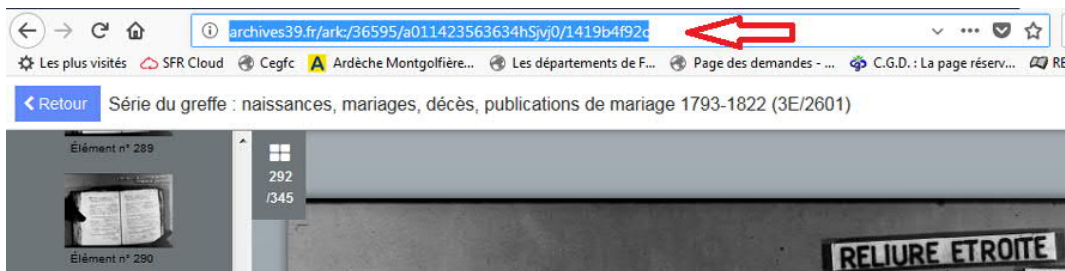 archives39.fr/ark:/36595/a011423563634hSjvj0/1419b4f92c
Les plus visités SFR Cloud Cegfc Ardèche Montgolfière... Les départements de F... Page des demandes - ... C.G.D. : La page réserv... RE
Retour Série du greffe : naissances, mariages, décès, publications de mariage 1793-1822 (3E/2601)
Élément n° 289
292
/345
Élément n° 290
RELIURE ETROITE